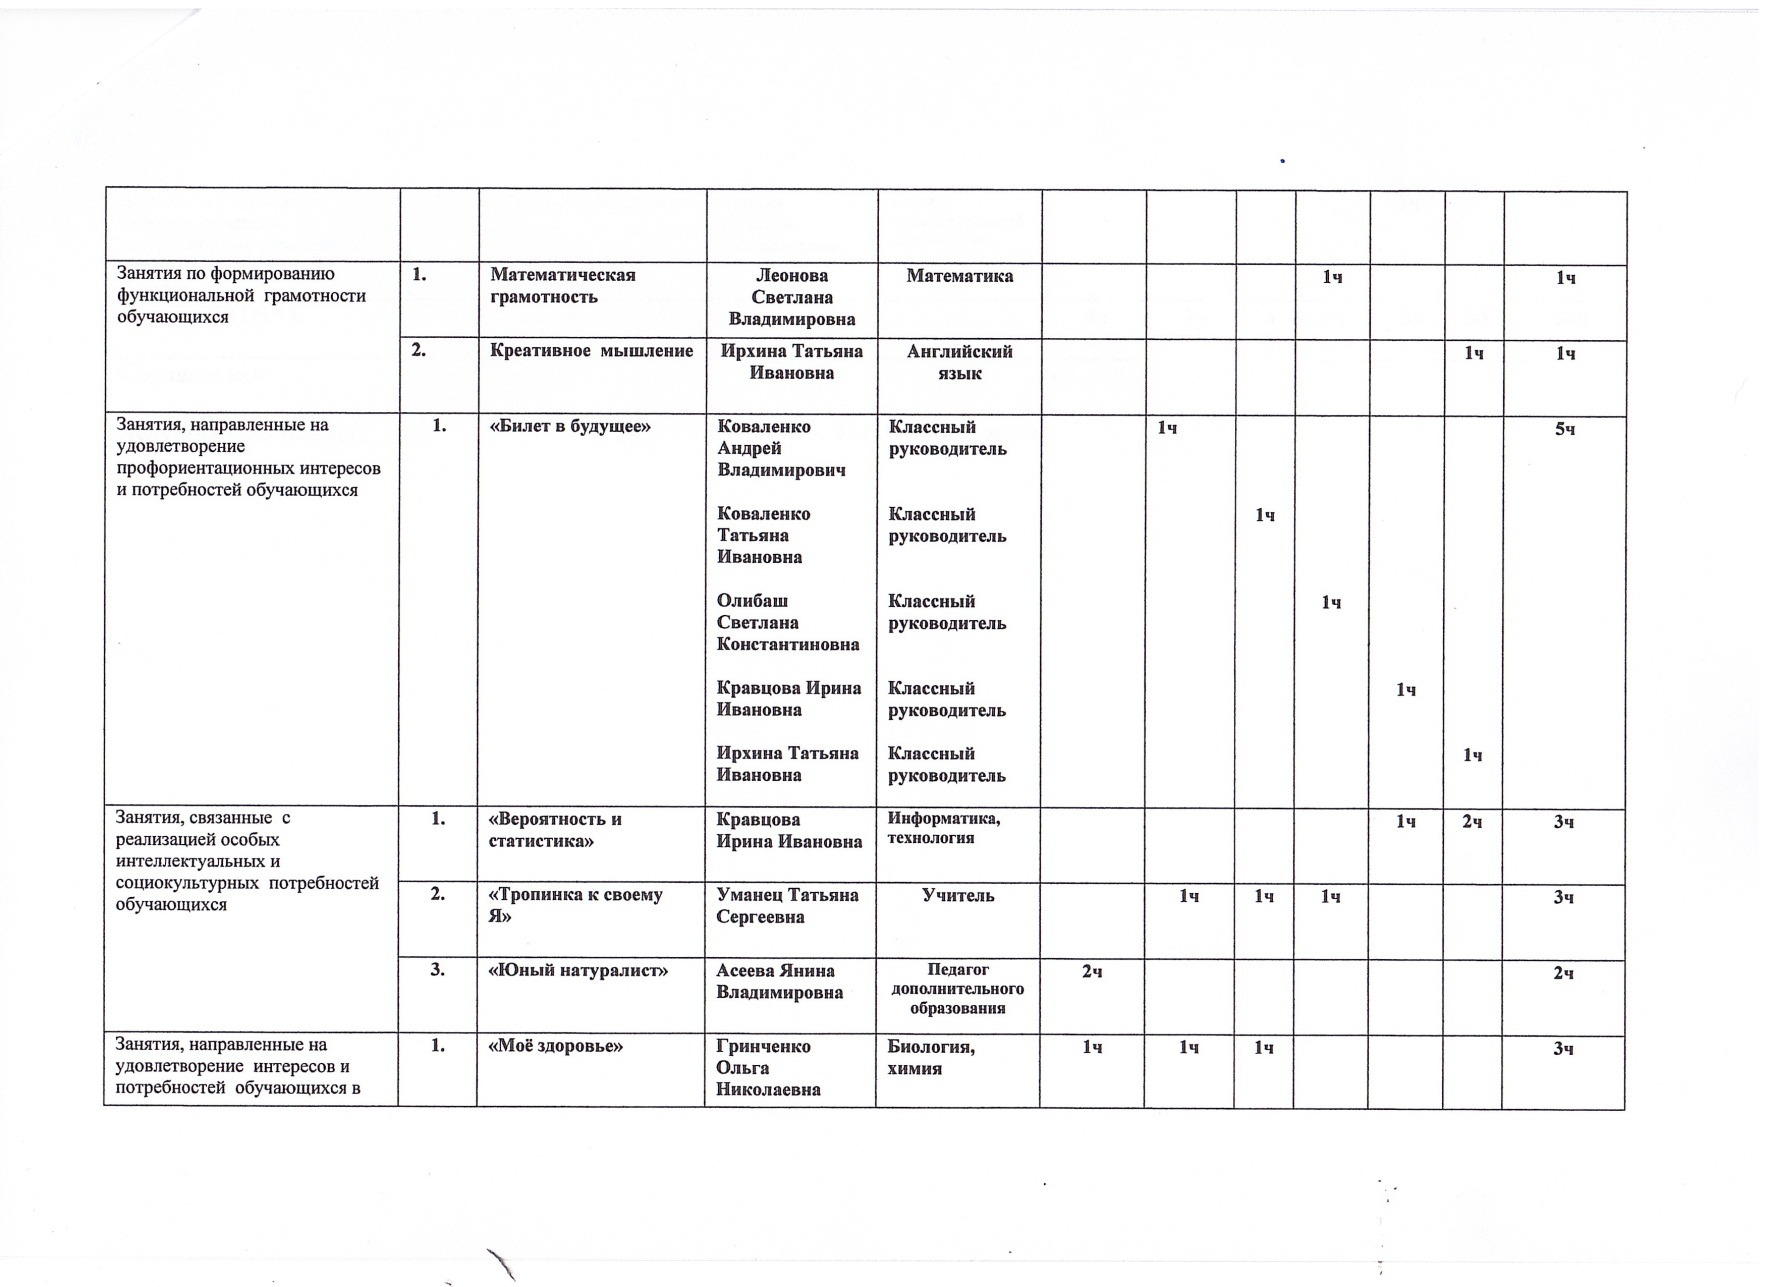 Занятия по формированию
функциональной грамотности
обучающихся
1.
Математическая
грамотность
Леонова
Светлана
Владимировна
Математика
1ч
1ч
2.
Креативное мышление
Ирхина Татьяна
Ивановна
Английский
язык
1ч
1ч
Занятия, направленные на
удовлетворение
профориентационных интересов
и потребностей обучающихся
1.
«Билет в будущее»
Коваленко
Андрей
Владимирович
Классный
руководитель
1ч
5ч
Коваленко
Татьяна
Ивановна
Классный
руководитель
1ч
Олибаш
Светлана
Константиновна
Классный
руководитель
1ч
Кравцова Ирина
Ивановна
Классный
руководитель
1ч
Ирхина Татьяна
Ивановна
Классный
руководитель
1ч
Занятия, связанные с
реализацией особых
интеллектуальных и
социокультурных потребностей
обучающихся
1.
«Вероятность и
статистика»
Кравцова
Ирина Ивановна
Информатика,
технология
1ч
2ч
3ч
2.
«Тропинка к своему
Я»
Уманец Татьяна
Сергеевна
Учитель
1ч
1ч
1ч
3ч
3.
«Юный натуралист»
Асеева Янина
Владимировна
Педагог
дополнительного
образования
2ч
2ч
Занятия, направленные на
удовлетворение интересов и
потребностей обучающихся в
1.
«Моё здоровье»
Гринченко
Ольга
Николаевна
Биология,
химия
1ч
1ч
1ч
3ч